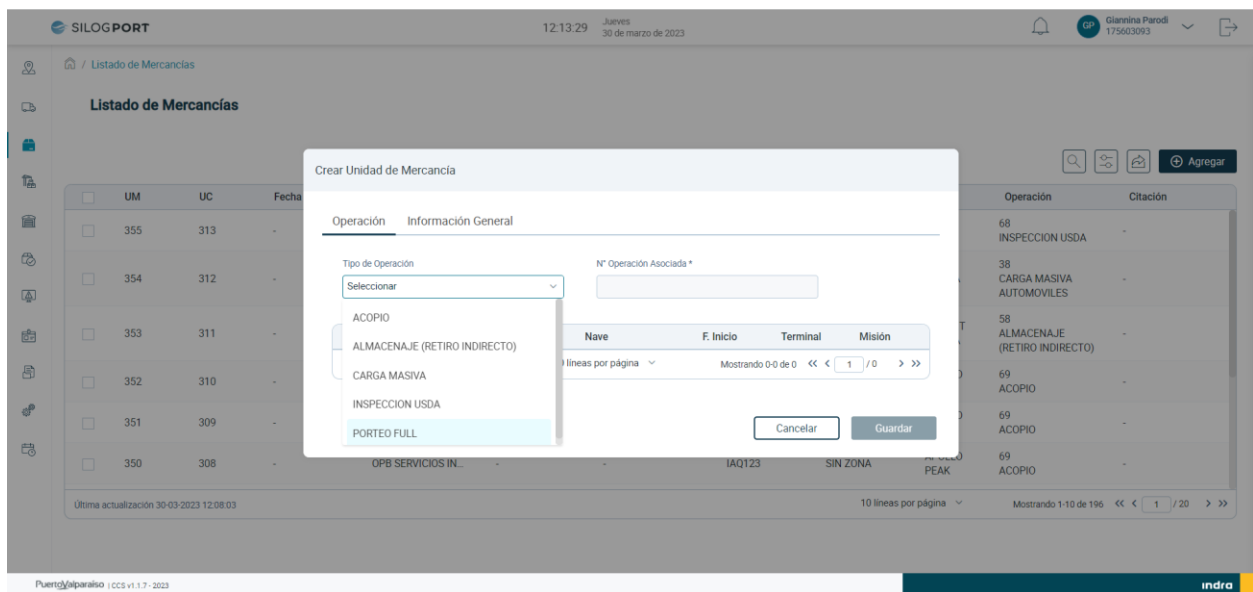 SILOGPORT
12:13:29
Jueves
30 de marzo de 2023
GP
Giannina Parodi
175603093
/ Listado de Mercancías
Listado de Mercancías
Agregar
UM UC Fecha Operación Citación
355 313 - 68 INSPECCION USDA -
354 312 - 38 CARGA MASIVA AUTOMOVILES -
353 311 - 58 ALMACENAJE (RETIRO INDIRECTO) -
352 310 - 69 ACOPIO -
351 309 - 69 ACOPIO -
350 308 - OPB SERVICIOS IN... - - IAQ123 SIN ZONA APOLLO PEAK 69 ACOPIO -
Última actualización 30-03-2023 12:08:03
10 líneas por página
Mostrando 1-10 de 196 << < 1 / 20 > >>
Crear Unidad de Mercancía
Operación Información General
Tipo de Operación
Seleccionar
N° Operación Asociada *
ACOPIO
ALMACENAJE (RETIRO INDIRECTO)
CARGA MASIVA
INSPECCION USDA
PORTEO FULL
Nave F. Inicio Terminal Misión
líneas por página
Mostrando 0-0 de 0 << < 1 / 0 > >>
Cancelar
Guardar
PuertoValparaíso | CCS v1.1.7 - 2023
indra